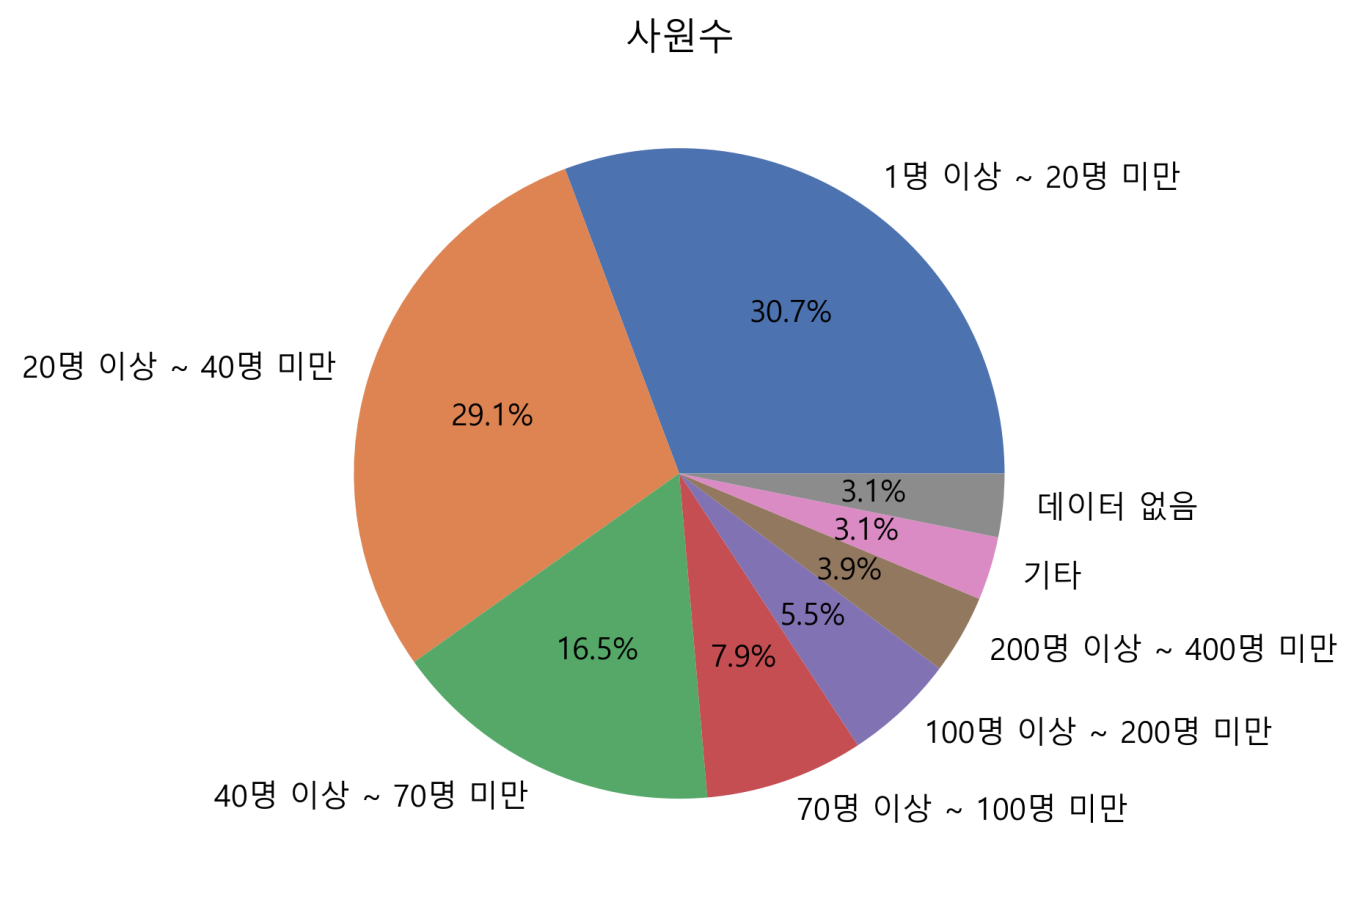 사원수
1명 이상 ~ 20명 미만
30.7%
20명 이상 ~ 40명 미만
29.1%
3.1%
데이터 없음
3.1%
기타
3.9%
200명 이상 ~ 400명 미만
5.5%
100명 이상 ~ 200명 미만
16.5%
7.9%
40명 이상 ~ 70명 미만
70명 이상 ~ 100명 미만